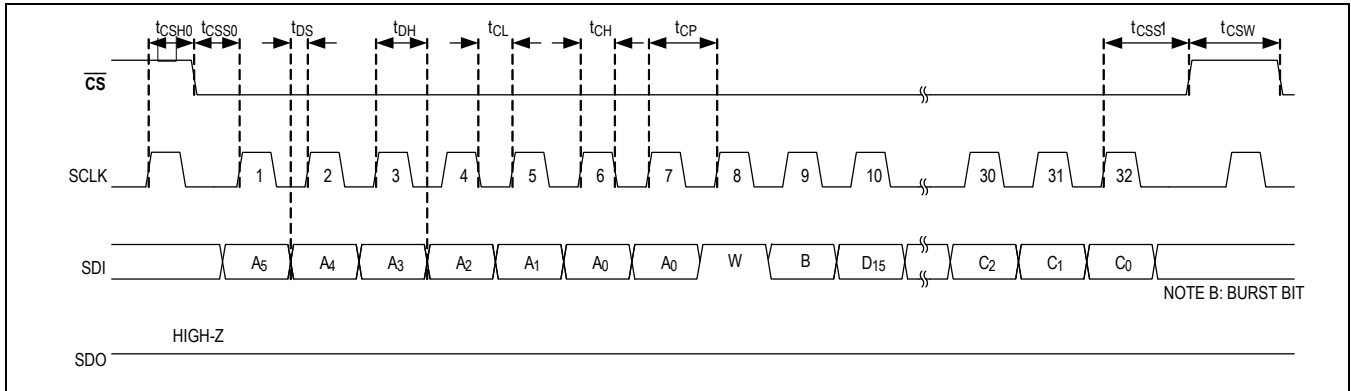 tCSH0 tCSS0 tDS tDH tCL tCH tCP tCSS1 tCSW
CS
SCLK 1 2 3 4 5 6 7 8 9 10 30 31 32
SDI A5 A4 A3 A2 A1 A0 A0 W B D15 C2 C1 C0
NOTE B: BURST BIT
HIGH-Z
SDO